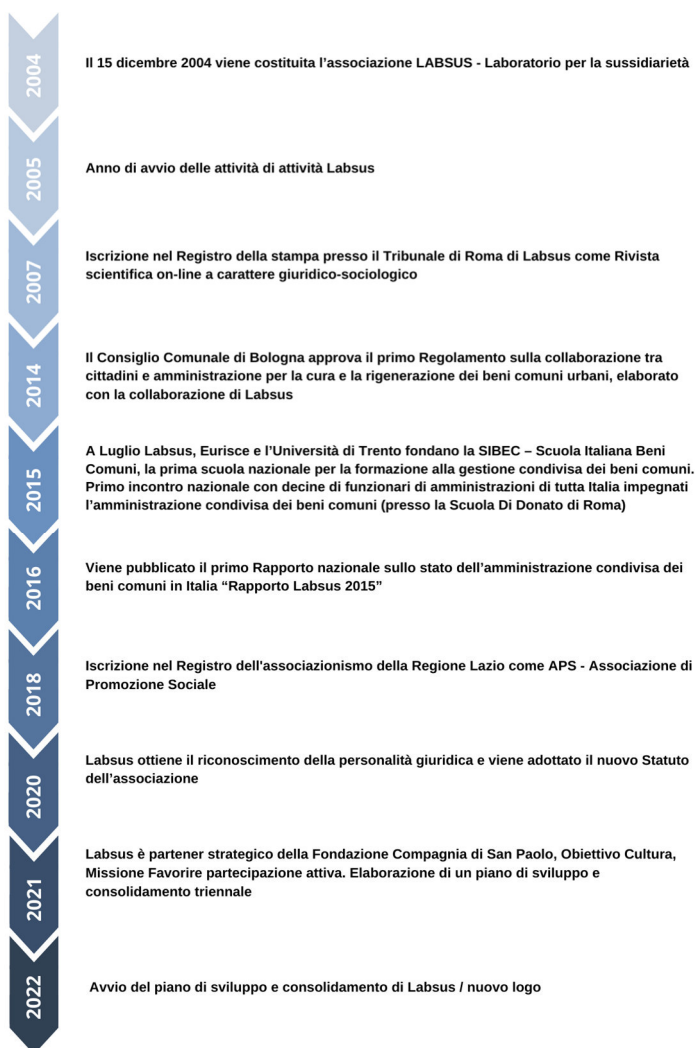 2004
Il 15 dicembre 2004 viene costituita l’associazione LABSUS - Laboratorio per la sussidiarietà
2005
Anno di avvio delle attività di attività Labsus
2007
Iscrizione nel Registro della stampa presso il Tribunale di Roma di Labsus come Rivista
scientifica on-line a carattere giuridico-sociologico
2014
Il Consiglio Comunale di Bologna approva il primo Regolamento sulla collaborazione tra
cittadini e amministrazione per la cura e la rigenerazione dei beni comuni urbani, elaborato
con la collaborazione di Labsus
2015
A Luglio Labsus, Eurisce e l’Università di Trento fondano la SIBEC – Scuola Italiana Beni
Comuni, la prima scuola nazionale per la formazione alla gestione condivisa dei beni comuni.
Primo incontro nazionale con decine di funzionari di amministrazioni di tutta Italia impegnati
l’amministrazione condivisa dei beni comuni (presso la Scuola Di Donato di Roma)
2016
Viene pubblicato il primo Rapporto nazionale sullo stato dell’amministrazione condivisa dei
beni comuni in Italia “Rapporto Labsus 2015”
2018
Iscrizione nel Registro dell'associazionismo della Regione Lazio come APS - Associazione di
Promozione Sociale
2020
Labsus ottiene il riconoscimento della personalità giuridica e viene adottato il nuovo Statuto
dell’associazione
2021
Labsus è partener strategico della Fondazione Compagnia di San Paolo, Obiettivo Cultura,
Missione Favorire partecipazione attiva. Elaborazione di un piano di sviluppo e
consolidamento triennale
2022
Avvio del piano di sviluppo e consolidamento di Labsus / nuovo logo